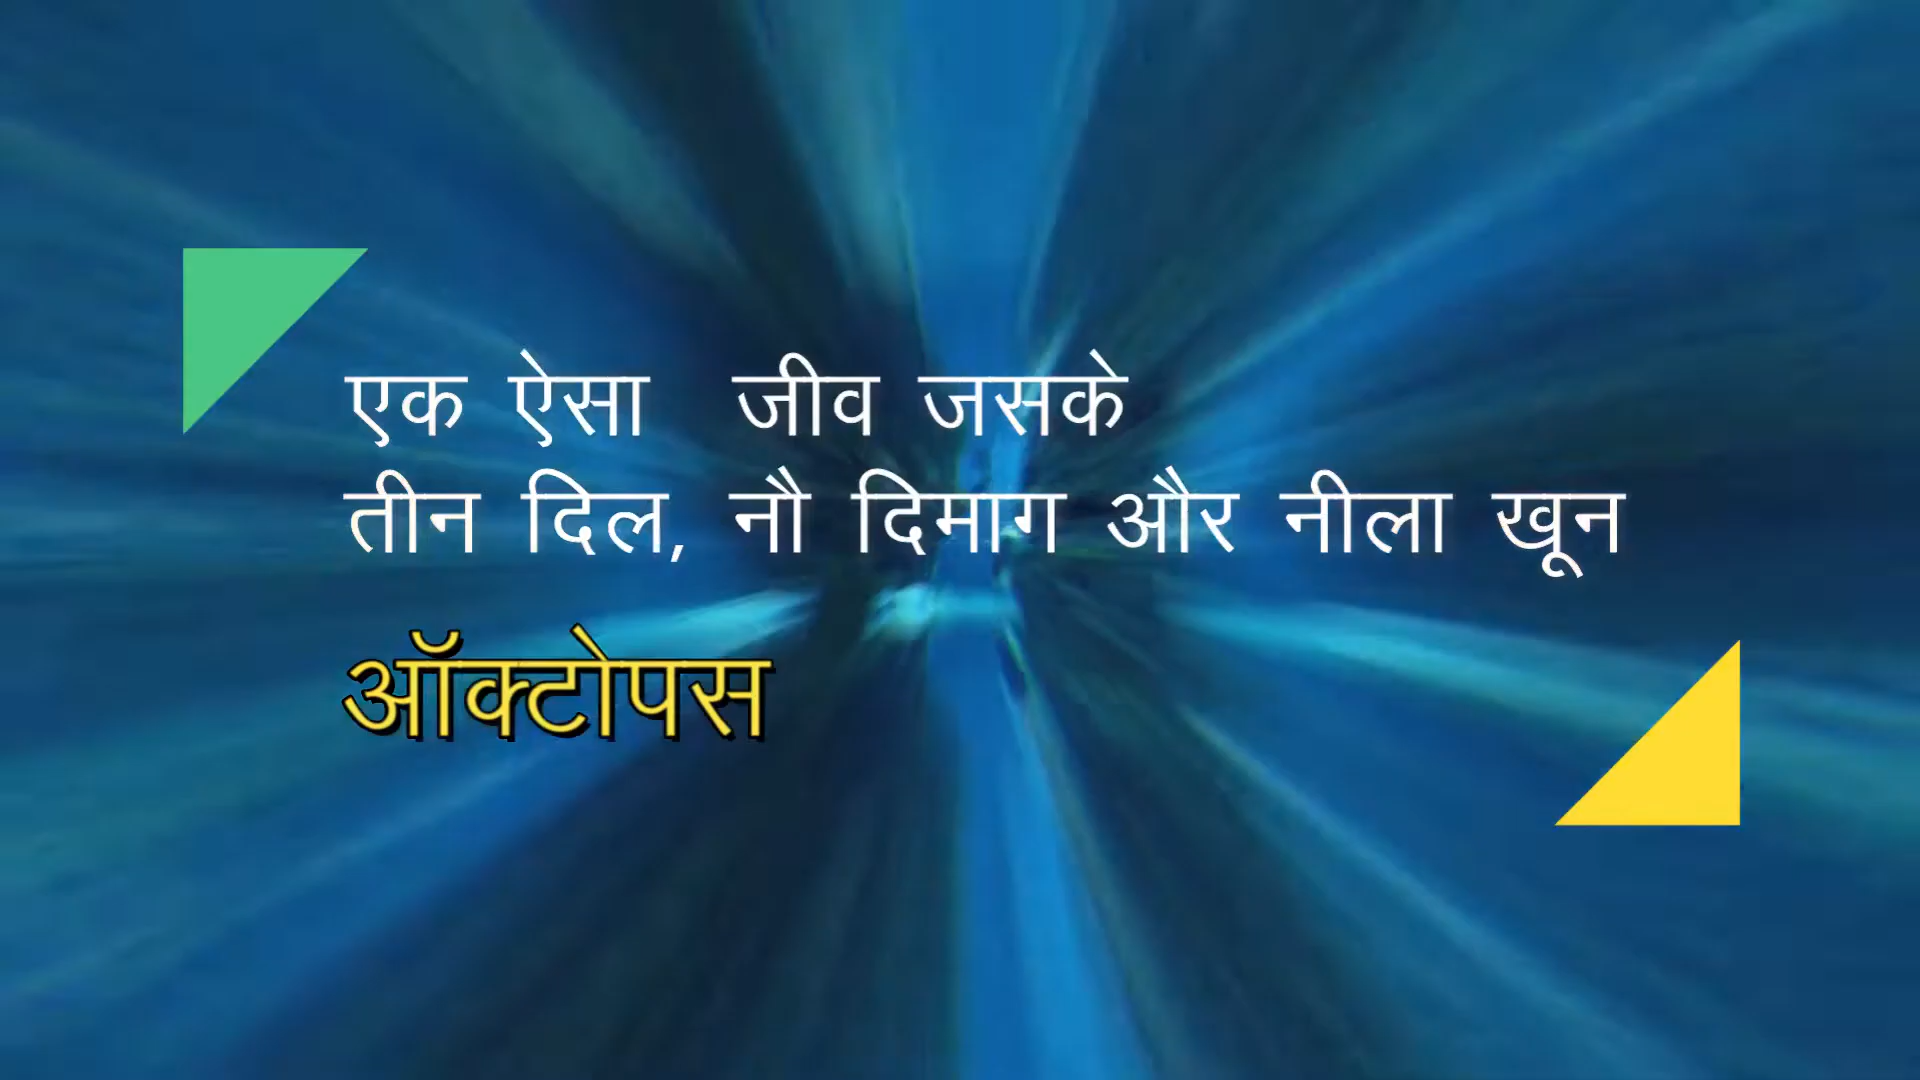 एक ऐसा जीव जसके
तीन दिल, नौ दिमाग और नीला खून
ऑक्टोपस